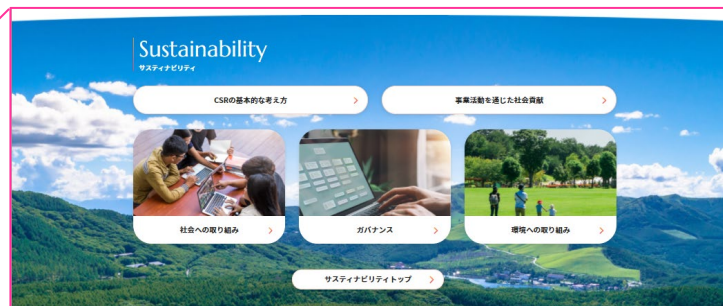 Sustainability
サスティナビリティ
CSRの基本的な考え方
事業活動を通じた社会貢献
社会への取り組み
ガバナンス
環境への取り組み
サスティナビリティトップ